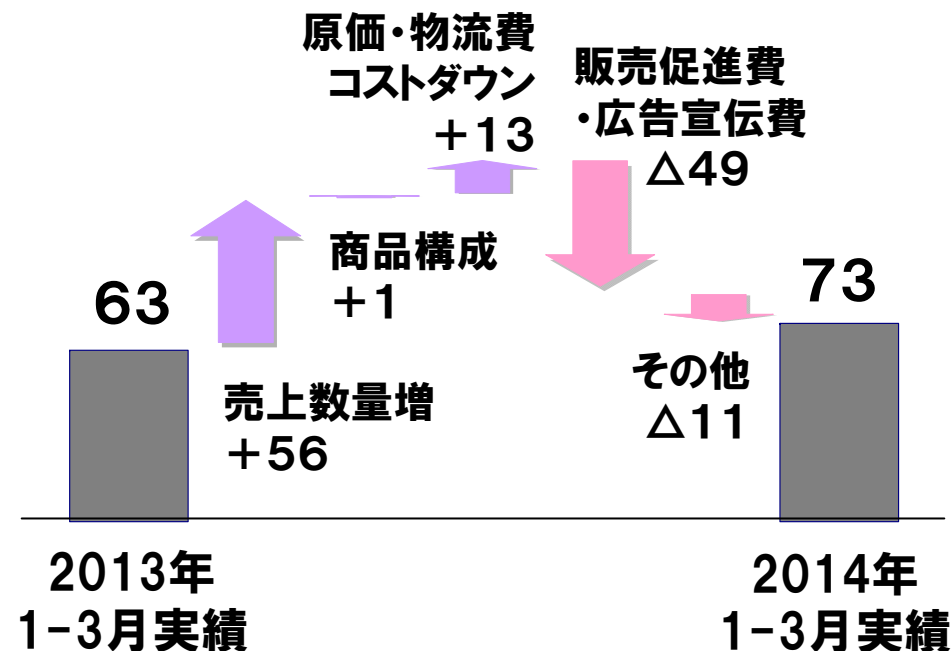 原価・物流費
コストダウン
+13
販売促進費
・広告宣伝費
△49
商品構成
+1
63
73
売上数量増
+56
その他
△11
2013年
1-3月実績
2014年
1-3月実績